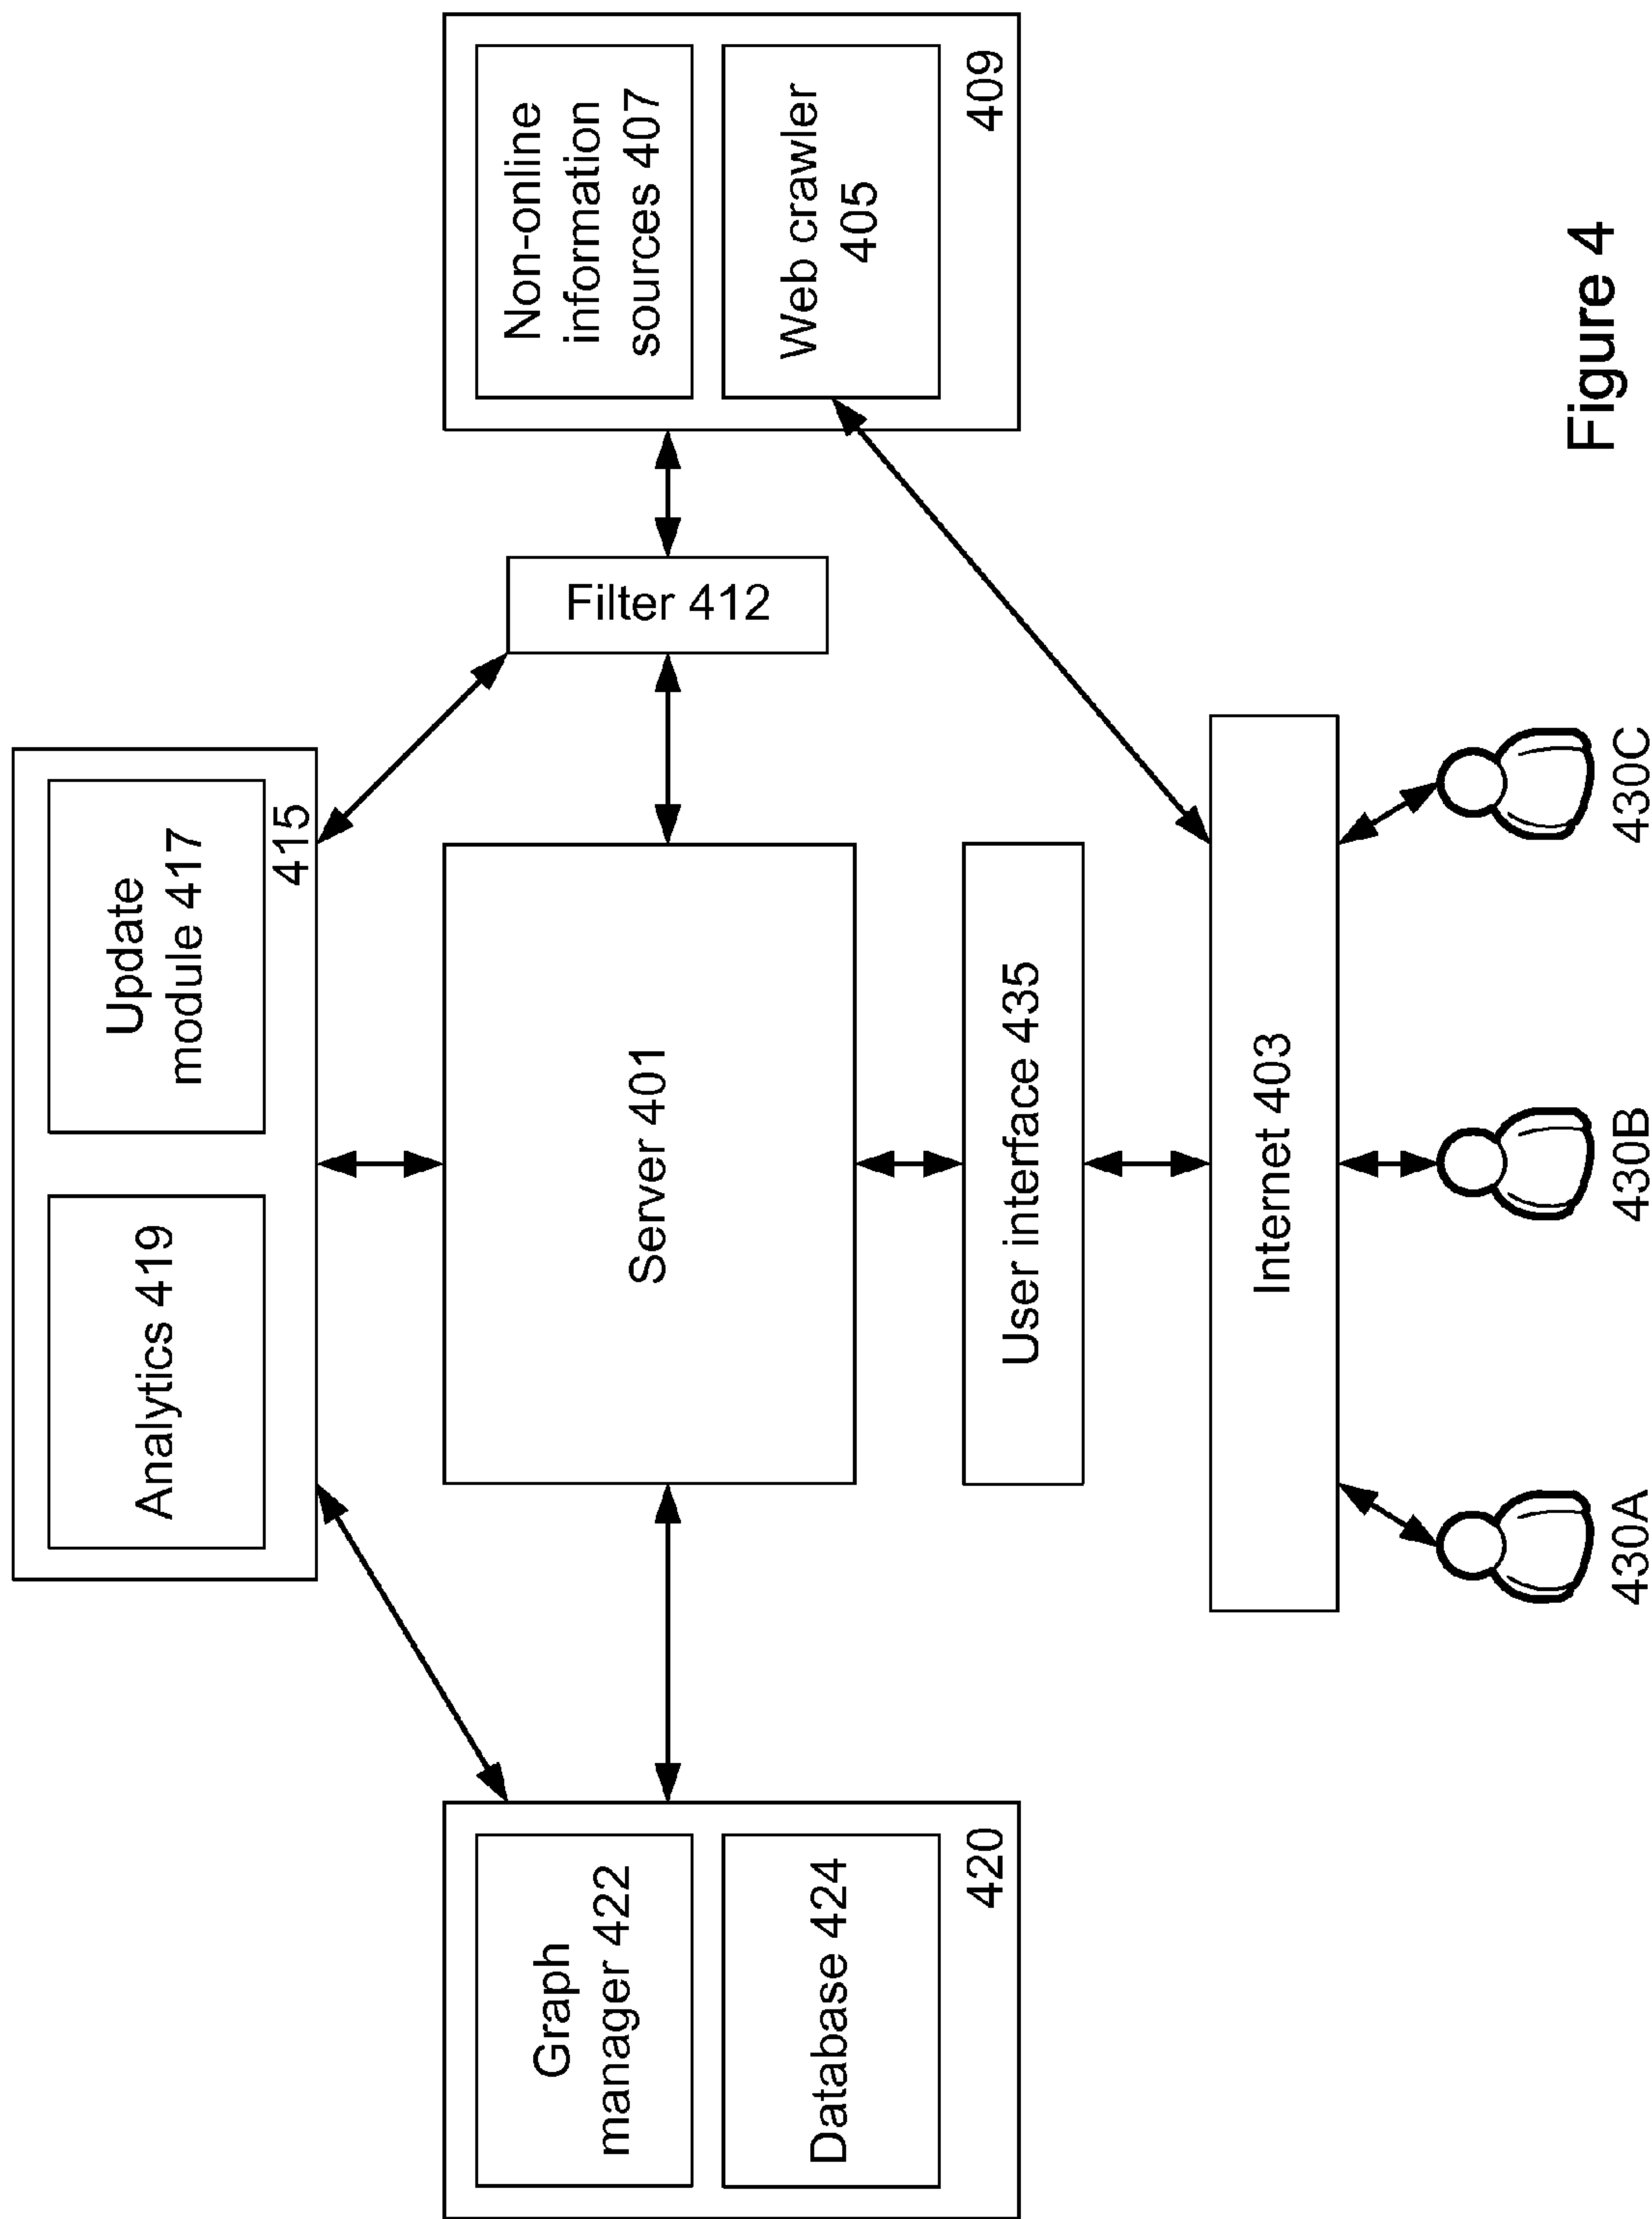 Analytics 419
Update
module 417
415
Graph
manager 422
Database 424
420
Server 401
Filter 412
Non-online
information
sources 407
Web crawler
405
409
User interface 435
Internet 403
430A
430B
430C
Figure 4